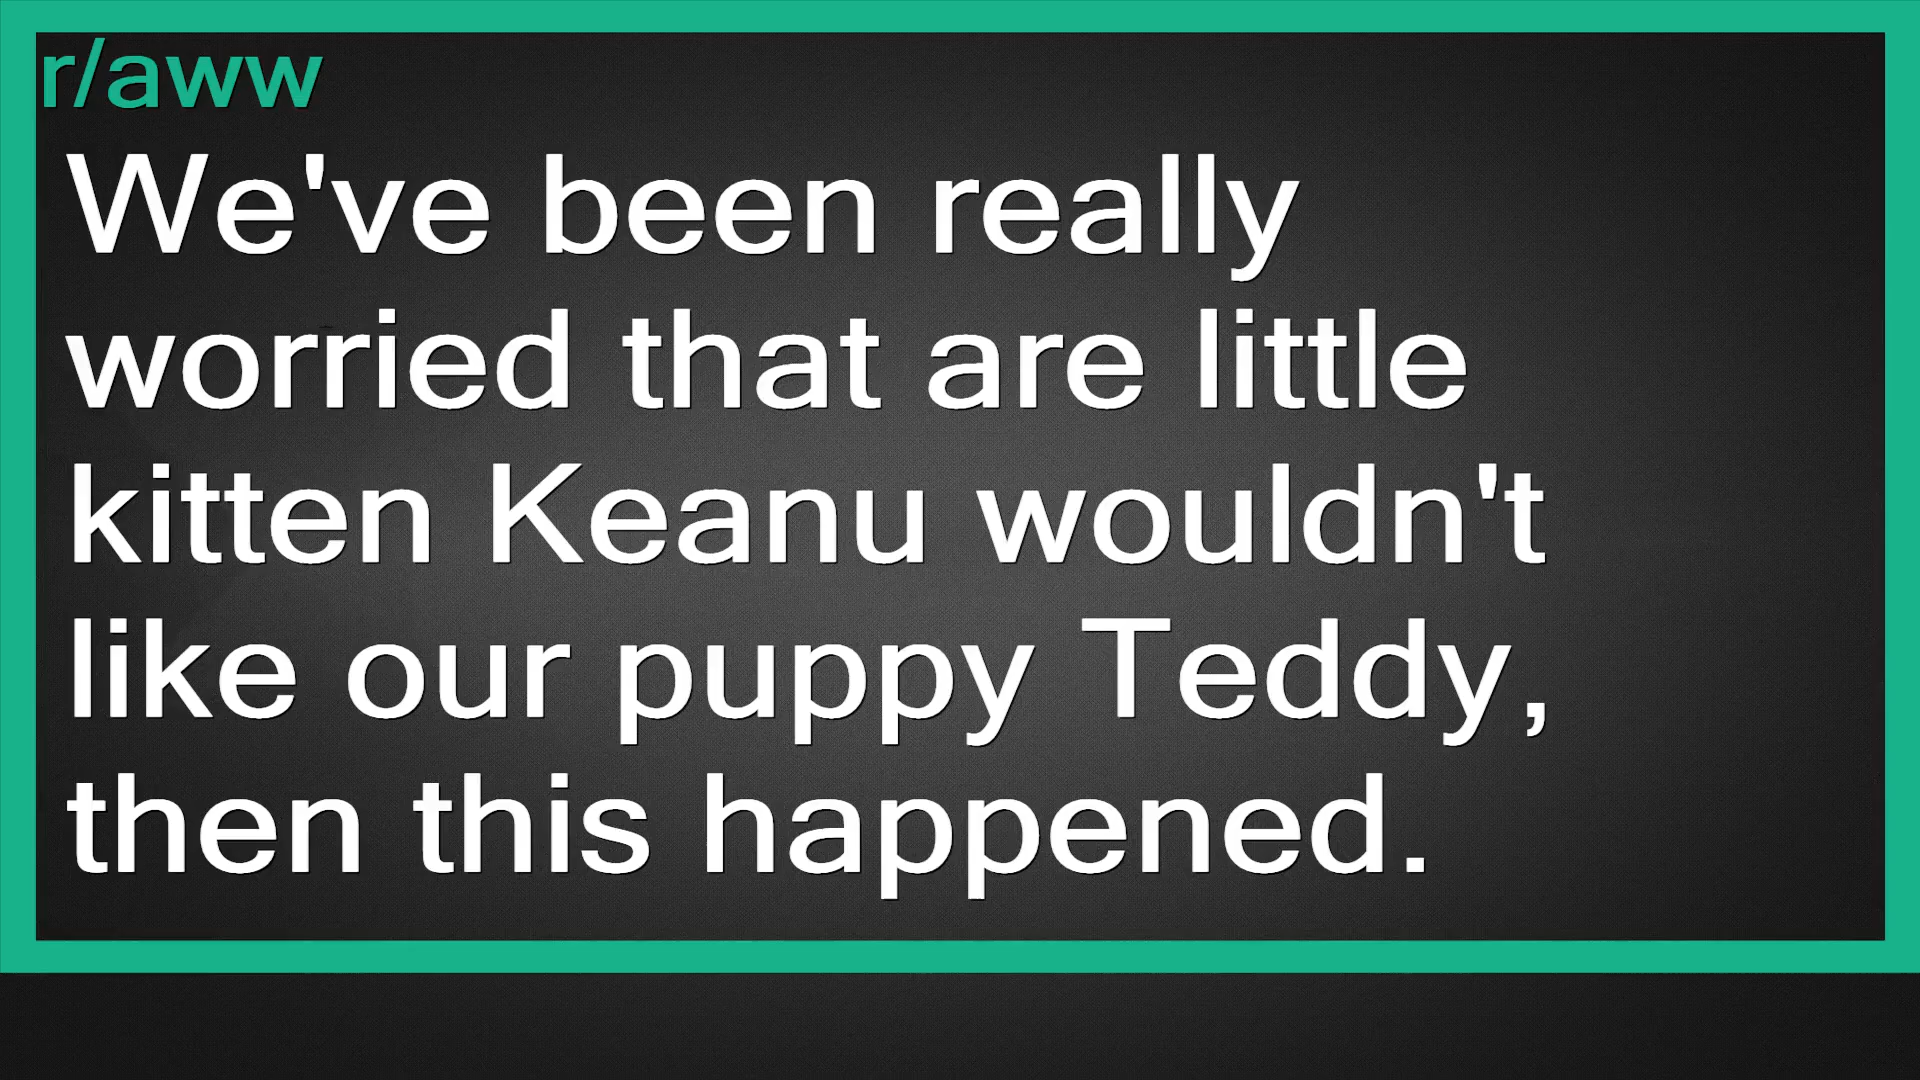 r/aww
We've been really
worried that are little
kitten Keanu wouldn't
like our puppy Teddy,
then this happened.